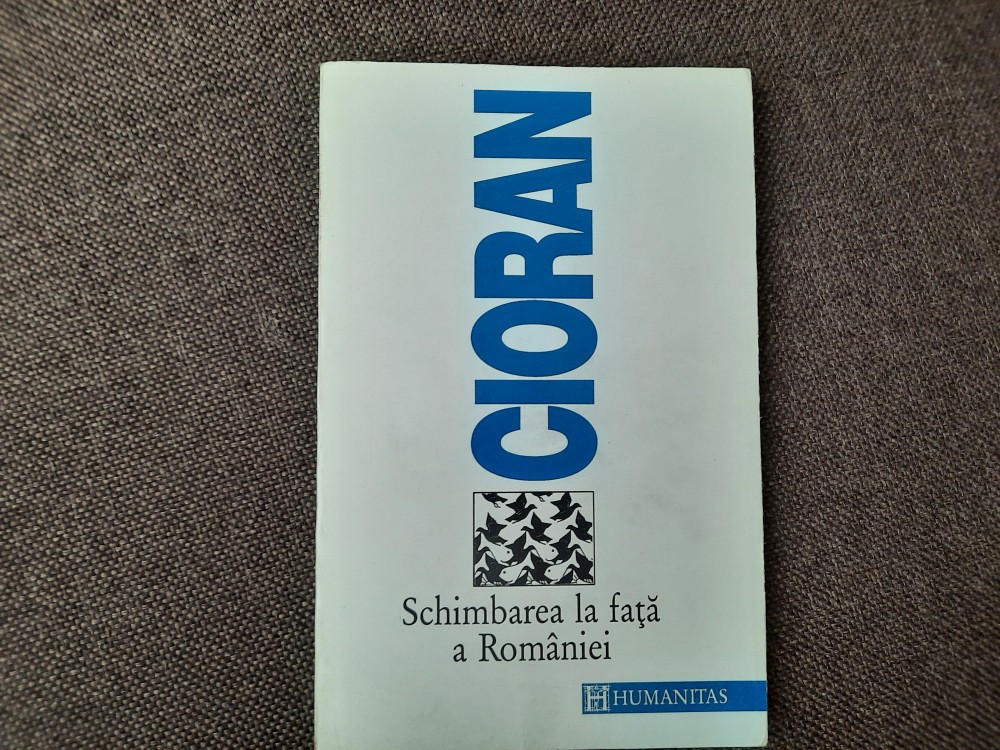 CIORAN
Schimbarea la faţă
a României
HUMANITAS